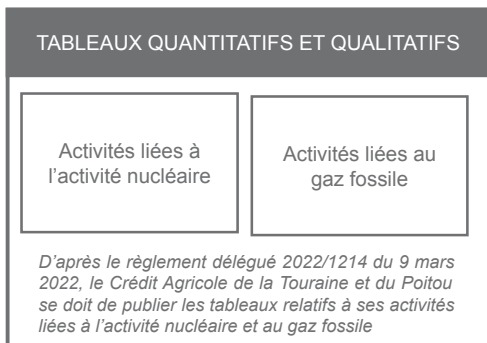 TABLEAUX QUANTITATIFS ET QUALITATIFS
Activités liées à
l’activité nucléaire
Activités liées au
gaz fossile
D’après le règlement délégué 2022/1214 du 9 mars
2022, le Crédit Agricole de la Touraine et du Poitou
se doit de publier les tableaux relatifs à ses activités
liées à l’activité nucléaire et au gaz fossile